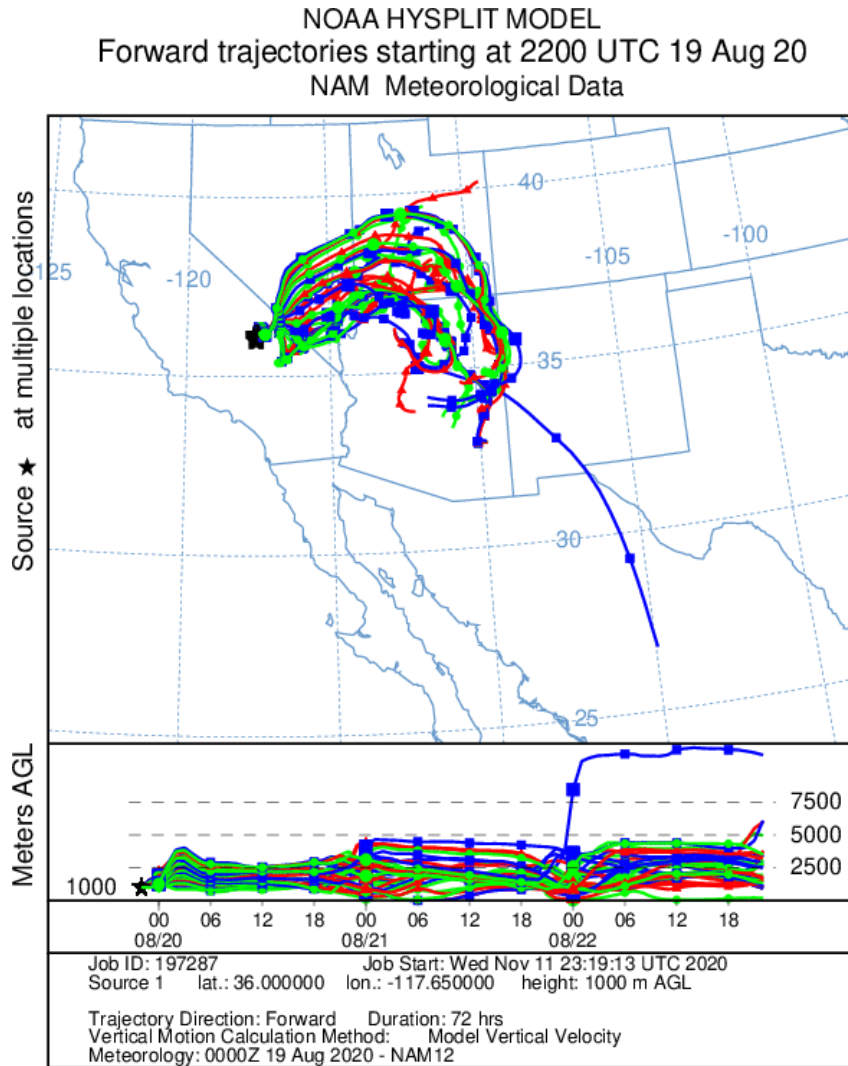 NOAA HYSPLIT MODEL
Forward trajectories starting at 2200 UTC 19 Aug 20
NAM Meteorological Data
Source ★ at multiple locations
40
-105
-100
125
-120
35
30
25
Meters AGL
7500
5000
2500
1000
00 06 12 18 00 06 12 18 00 06 12 18
08/20 08/21 08/22
Job ID: 197287 Job Start: Wed Nov 11 23:19:13 UTC 2020
Source 1 lat.: 36.000000 lon.: -117.650000 height: 1000 m AGL
Trajectory Direction: Forward Duration: 72 hrs
Vertical Motion Calculation Method: Model Vertical Velocity
Meteorology: 0000Z 19 Aug 2020 - NAM12